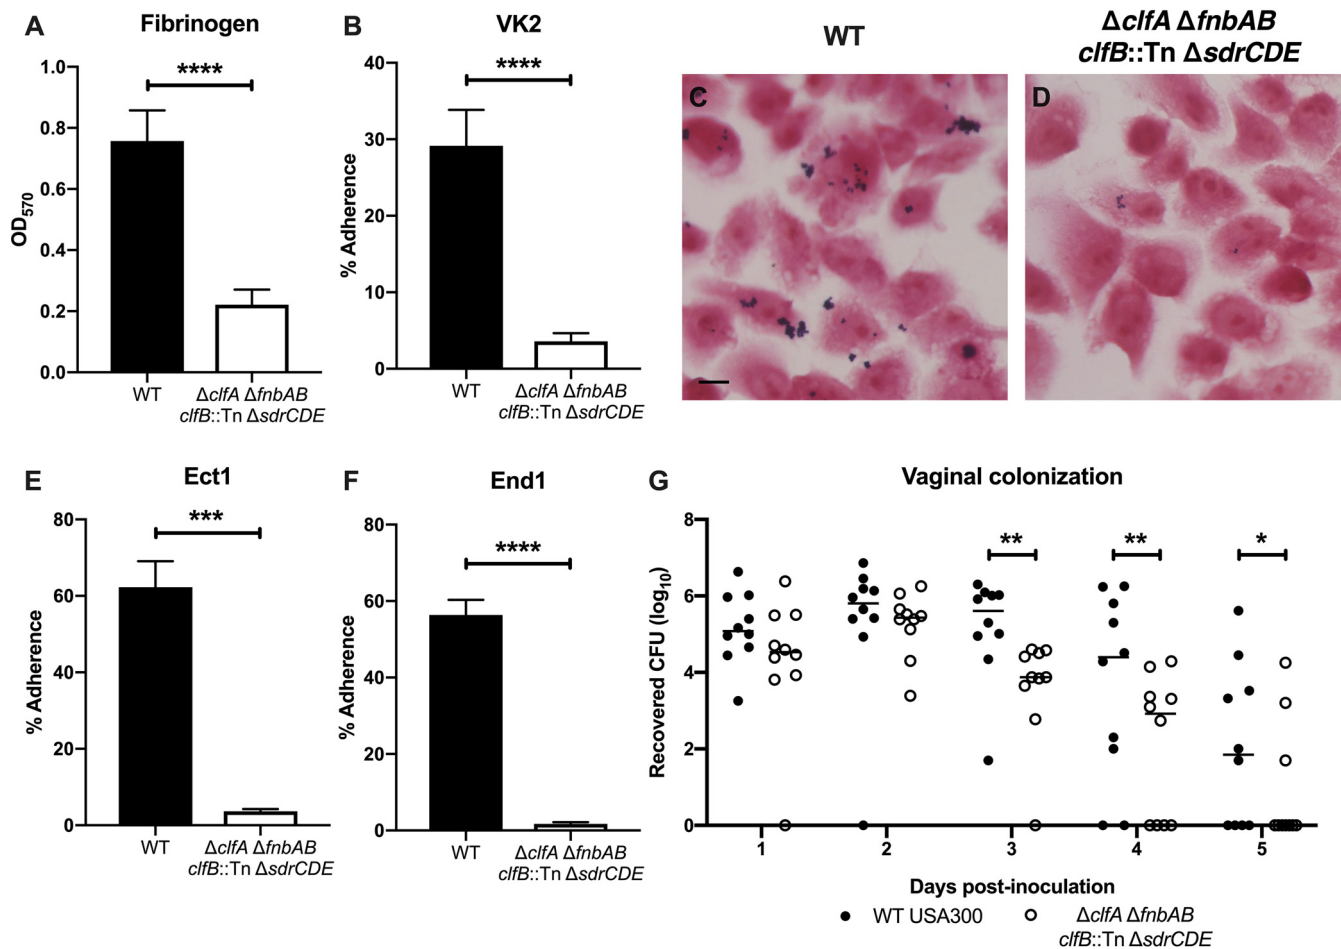 A Fibrinogen
****
1.0
0.8
0.6
0.4
0.2
0.0
OD570
WT
ΔclfA ΔfnbAB
clfB::Tn ΔsdrCDE
B VK2
****
40
30
20
10
0
% Adherence
WT
ΔclfA ΔfnbAB
clfB::Tn ΔsdrCDE
WT
C
ΔclfA ΔfnbAB
clfB::Tn ΔsdrCDE
D
E Ect1
***
80
60
40
20
0
% Adherence
WT
ΔclfA ΔfnbAB
clfB::Tn ΔsdrCDE
F End1
****
80
60
40
20
0
% Adherence
WT
ΔclfA ΔfnbAB
clfB::Tn ΔsdrCDE
G Vaginal colonization
** ** *
8
6
4
2
0
Recovered CFU (log10)
1 2 3 4 5
Days post-inoculation
WT USA300
ΔclfA ΔfnbAB
clfB::Tn ΔsdrCDE